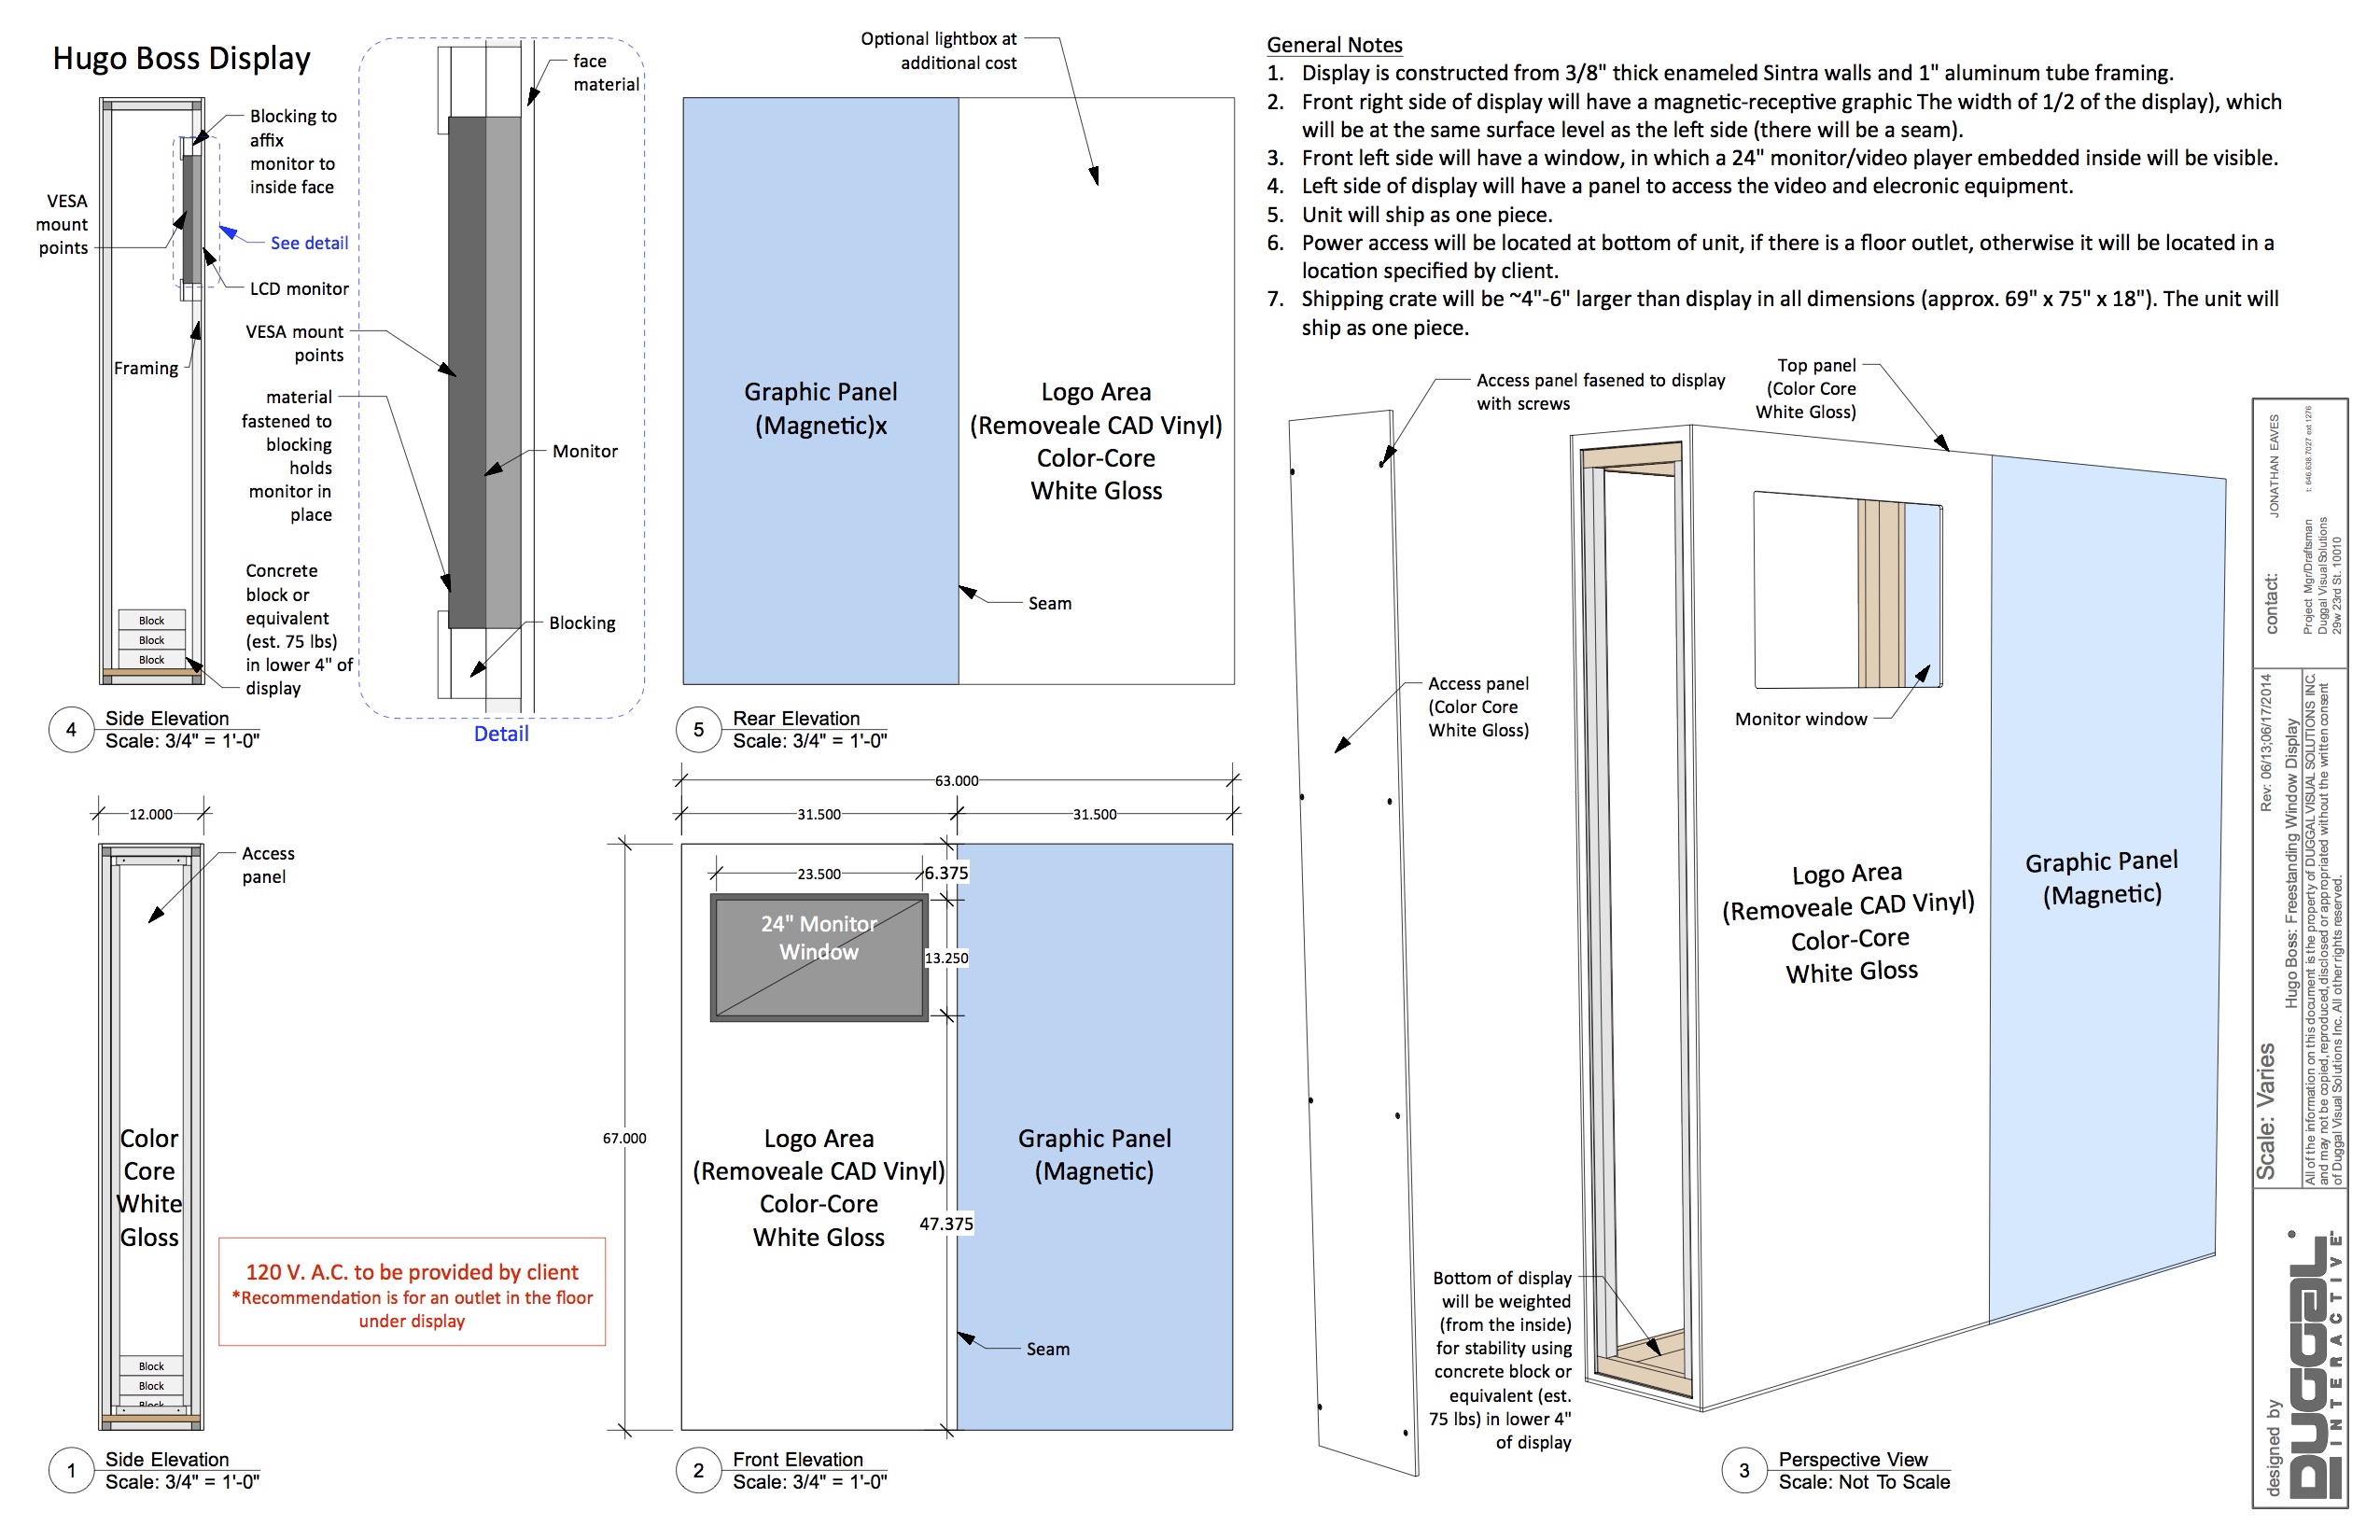 Hugo Boss Display
Blocking to
affix
monitor to
inside face
VESA
mount
points
See detail
LCD monitor
Framing
VESA mount
points
material
fastened to
blocking
holds
monitor in
place
Concrete
block or
equivalent
(est. 75 lbs)
in lower 4" of
display
Block
Block
Block
4
Side Elevation
Scale: 3/4" = 1'-0"
face
material
Monitor
Blocking
Detail
Optional lightbox at
additional cost
Graphic Panel
(Magnetic)x
Logo Area
(Removeale CAD Vinyl)
Color-Core
White Gloss
Seam
5
Rear Elevation
Scale: 3/4" = 1'-0"
General Notes
1. Display is constructed from 3/8" thick enameled Sintra walls and 1" aluminum tube framing.
2. Front right side of display will have a magnetic-receptive graphic The width of 1/2 of the display), which
will be at the same surface level as the left side (there will be a seam).
3. Front left side will have a window, in which a 24" monitor/video player embedded inside will be visible.
4. Left side of display will have a panel to access the video and elecronic equipment.
5. Unit will ship as one piece.
6. Power access will be located at bottom of unit, if there is a floor outlet, otherwise it will be located in a
location specified by client.
7. Shipping crate will be ~4"-6" larger than display in all dimensions (approx. 69" x 75" x 18"). The unit will
ship as one piece.
12.000
Access
panel
Color
Core
White
Gloss
Block
Block
Block
1
Side Elevation
Scale: 3/4" = 1'-0"
120 V. A.C. to be provided by client
*Recommendation is for an outlet in the floor
under display
63.000
31.500
31.500
23.500
6.375
24" Monitor
Window
13.250
67.000
Logo Area
(Removeale CAD Vinyl)
Color-Core
White Gloss
47.375
Graphic Panel
(Magnetic)
Seam
2
Front Elevation
Scale: 3/4" = 1'-0"
Access panel fasened to display
with screws
Top panel
(Color Core
White Gloss)
Access panel
(Color Core
White Gloss)
Monitor window
Logo Area
(Removeale CAD Vinyl)
Color-Core
White Gloss
Graphic Panel
(Magnetic)
Bottom of display
will be weighted
(from the inside)
for stability using
concrete block or
equivalent (est.
75 lbs) in lower 4"
of display
3
Perspective View
Scale: Not To Scale
contact:
JONATHAN EAVES
t: 646.638.7027 ext 1276
Project Mgr/Draftsman
Duggal Visual Solutions
29w 23rd St. 10010
Scale: Varies
Rev: 06/13;06/17/2014
Hugo Boss: Freestanding Window Display
All of the information on this document is the property of DUGGAL VISUAL SOLUTIONS INC.
and may not be copied, reproduced, disclosed or appropriated without the written consent
of Duggal Visual Solutions Inc. All other rights reserved.
designed by
DUGGAL
INTERACTIVE